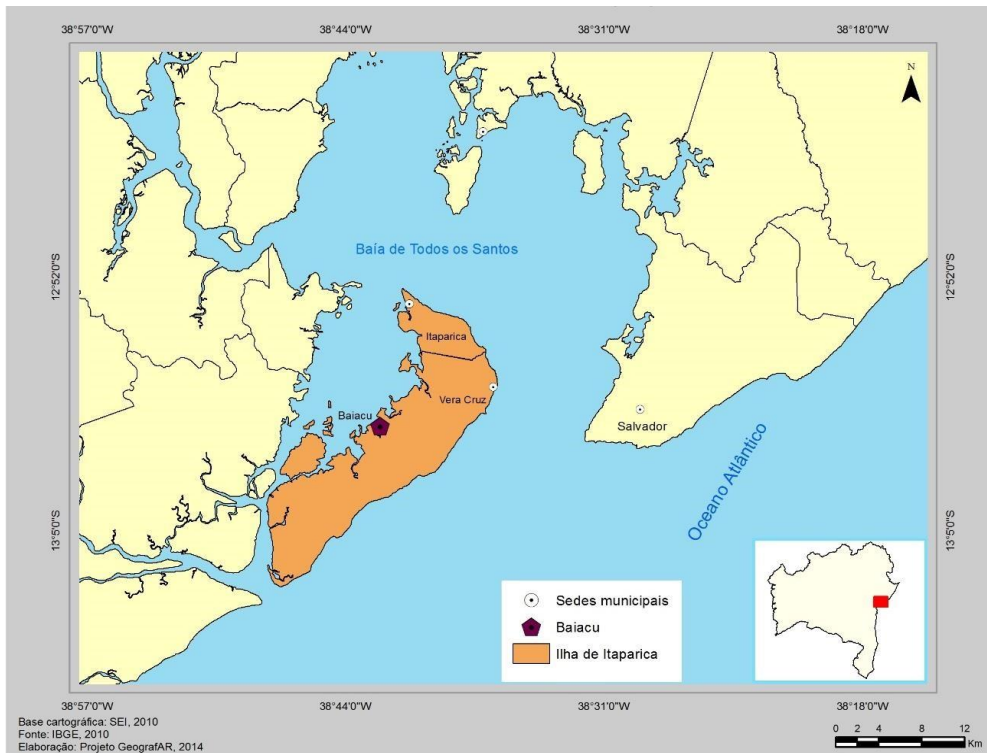 38°57'0"W 38°44'0"W 38°31'0"W 38°18'0"W
N
Baía de Todos os Santos
12°52'0"S 12°52'0"S
Itaparica
Vera Cruz
Baiacu
Salvador
Oceano Atlântico
13°5'0"S 13°5'0"S
Sedes municipais
Baiacu
Ilha de Itaparica
38°57'0"W 38°44'0"W 38°31'0"W 38°18'0"W
Base cartográfica: SEI, 2010
Fonte: IBGE, 2010
Elaboração: Projeto GeografAR, 2014
0 2 4 8 12
Km